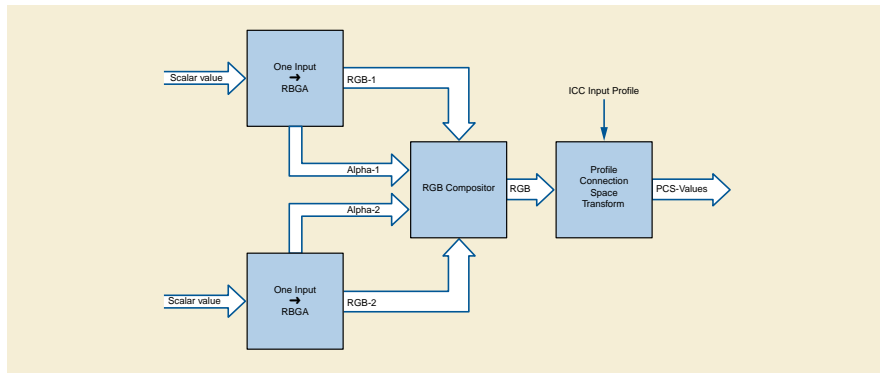 Scalar value
One Input
➔
RBGA
RGB-1
Alpha-1
ICC Input Profile
RGB Compositor
RGB
Profile
Connection
Space
Transform
PCS-Values
Alpha-2
Scalar value
One Input
➔
RBGA
RGB-2